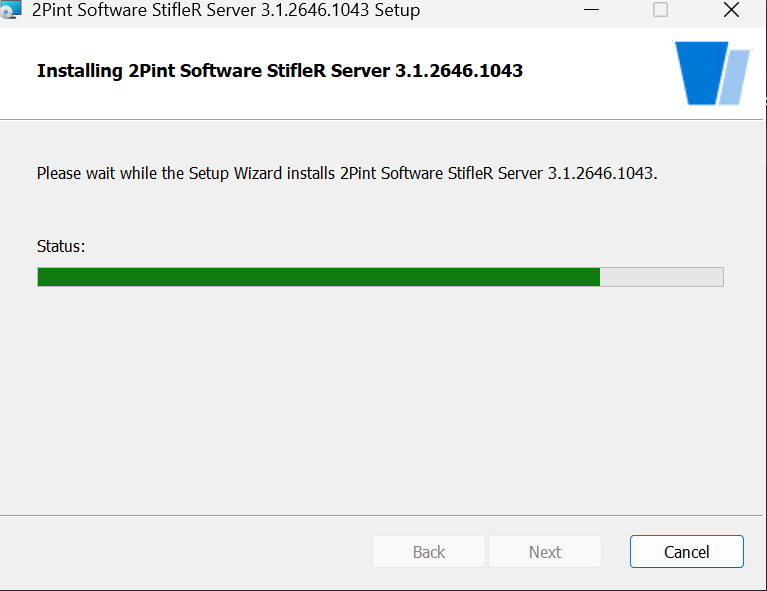 2Pint Software StifleR Server 3.1.2646.1043 Setup
Installing 2Pint Software StifleR Server 3.1.2646.1043
Please wait while the Setup Wizard installs 2Pint Software StifleR Server 3.1.2646.1043.
Status:
Back Next Cancel